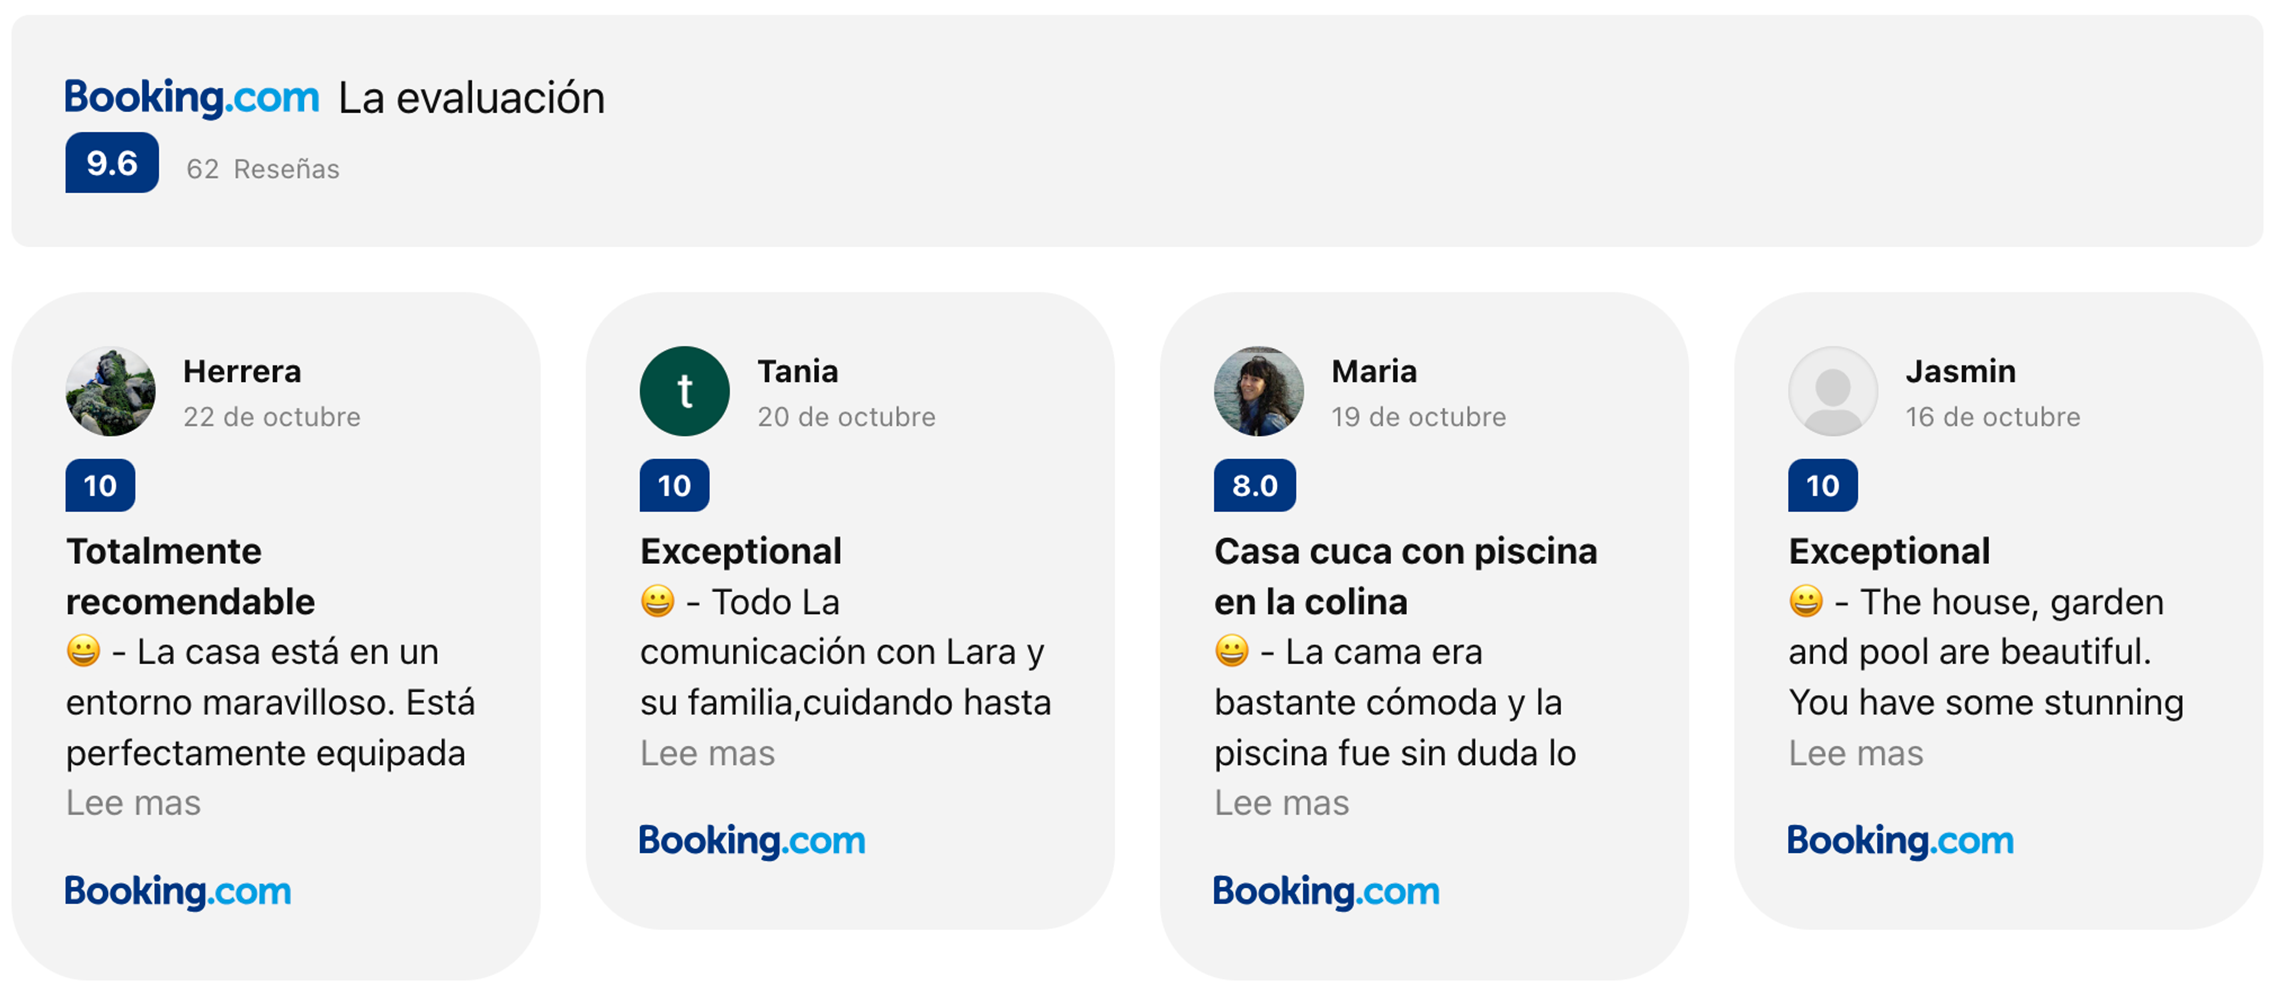 Booking.com La evaluación
9.6 62 Reseñas
Herrera
22 de octubre
10
Totalmente
recomendable
😀 - La casa está en un
entorno maravilloso. Está
perfectamente equipada
Lee mas
Booking.com
t
Tania
20 de octubre
10
Exceptional
😀 - Todo La
comunicación con Lara y
su familia,cuidando hasta
Lee mas
Booking.com
Maria
19 de octubre
8.0
Casa cuca con piscina
en la colina
😀 - La cama era
bastante cómoda y la
piscina fue sin duda lo
Lee mas
Booking.com
Jasmin
16 de octubre
10
Exceptional
😀 - The house, garden
and pool are beautiful.
You have some stunning
Lee mas
Booking.com